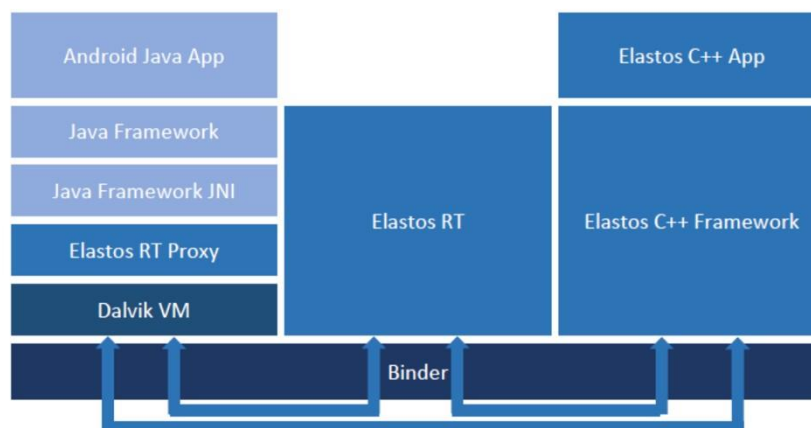 Android Java App
Elastos C++ App
Java Framework
Java Framework JNI
Elastos RT
Elastos C++ Framework
Elastos RT Proxy
Dalvik VM
Binder